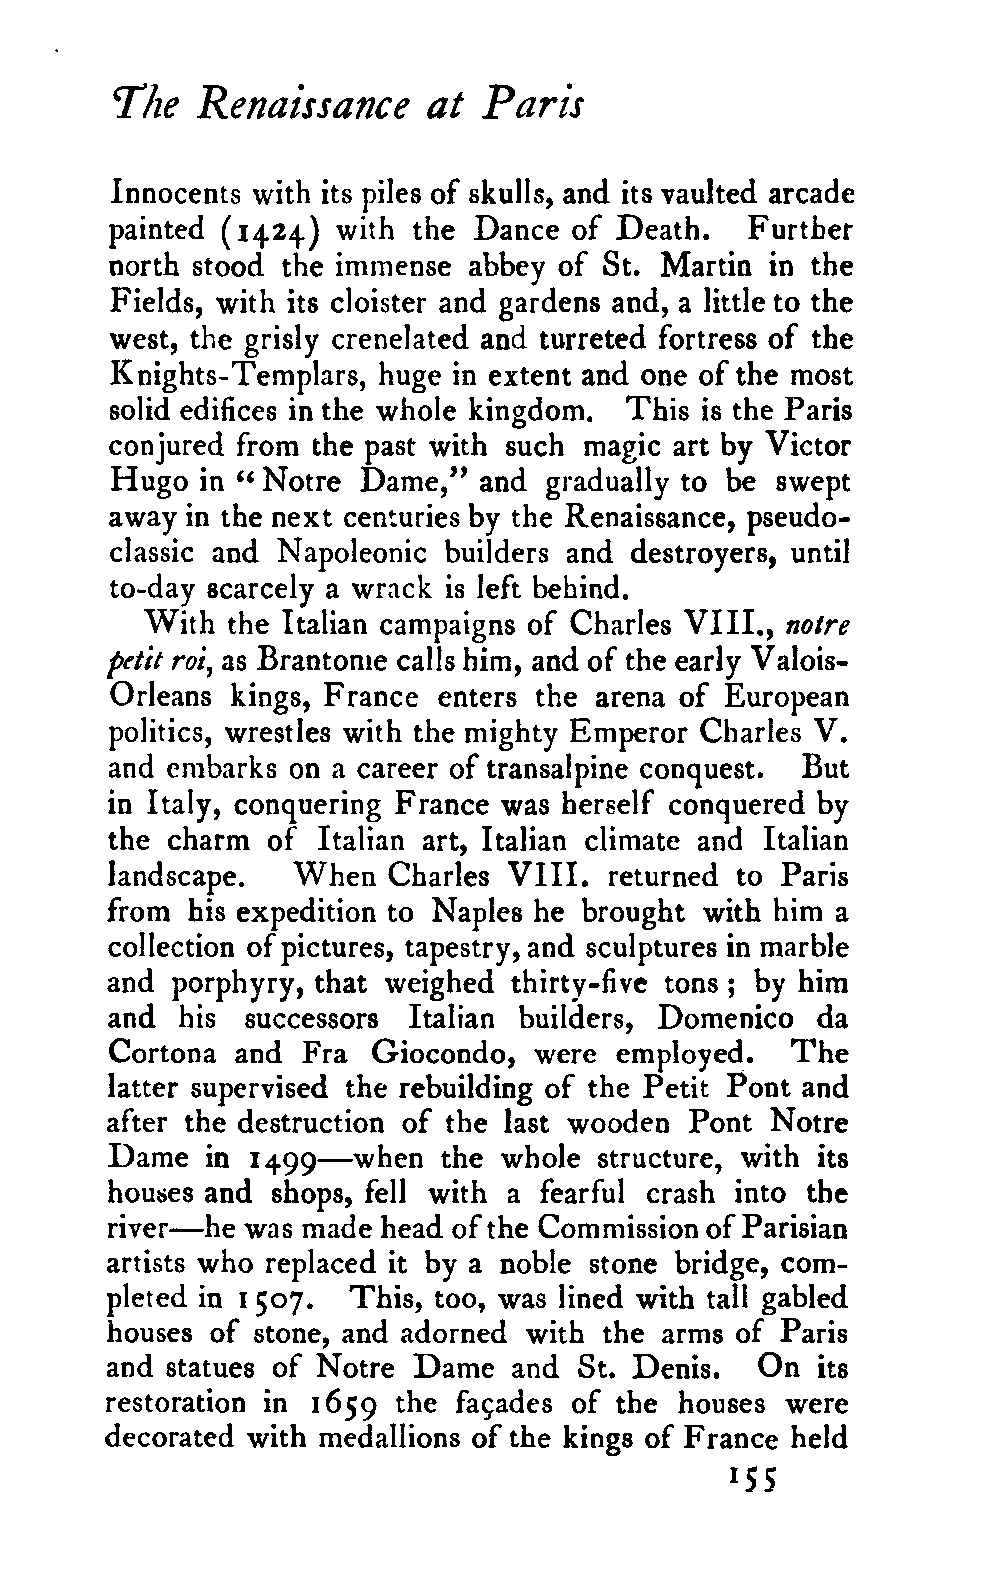 The Renaissance at Paris
Innocents with its piles of skulls, and its vaulted arcade
painted (1424) with the Dance of Death. Further
north stood the immense abbey of St. Martin in the
Fields, with its cloister and gardens and, a little to the
west, the grisly crenelated and turreted fortress of the
Knights-Templars, huge in extent and one of the most
solid edifices in the whole kingdom. This is the Paris
conjured from the past with such magic art by Victor
Hugo in “Notre Dame,” and gradually to be swept
away in the next centuries by the Renaissance, pseudo-
classic and Napoleonic builders and destroyers, until
to-day scarcely a wrack is left behind.
With the Italian campaigns of Charles VIII., notre
petit roi, as Brantome calls him, and of the early Valois-
Orleans kings, France enters the arena of European
politics, wrestles with the mighty Emperor Charles V.
and embarks on a career of transalpine conquest. But
in Italy, conquering France was herself conquered by
the charm of Italian art, Italian climate and Italian
landscape. When Charles VIII. returned to Paris
from his expedition to Naples he brought with him a
collection of pictures, tapestry, and sculptures in marble
and porphyry, that weighed thirty-five tons; by him
and his successors Italian builders, Domenico da
Cortona and Fra Giocondo, were employed. The
latter supervised the rebuilding of the Petit Pont and
after the destruction of the last wooden Pont Notre
Dame in 1499—when the whole structure, with its
houses and shops, fell with a fearful crash into the
river—he was made head of the Commission of Parisian
artists who replaced it by a noble stone bridge, com-
pleted in 1507. This, too, was lined with tall gabled
houses of stone, and adorned with the arms of Paris
and statues of Notre Dame and St. Denis. On its
restoration in 1659 the façades of the houses were
decorated with medallions of the kings of France held
155